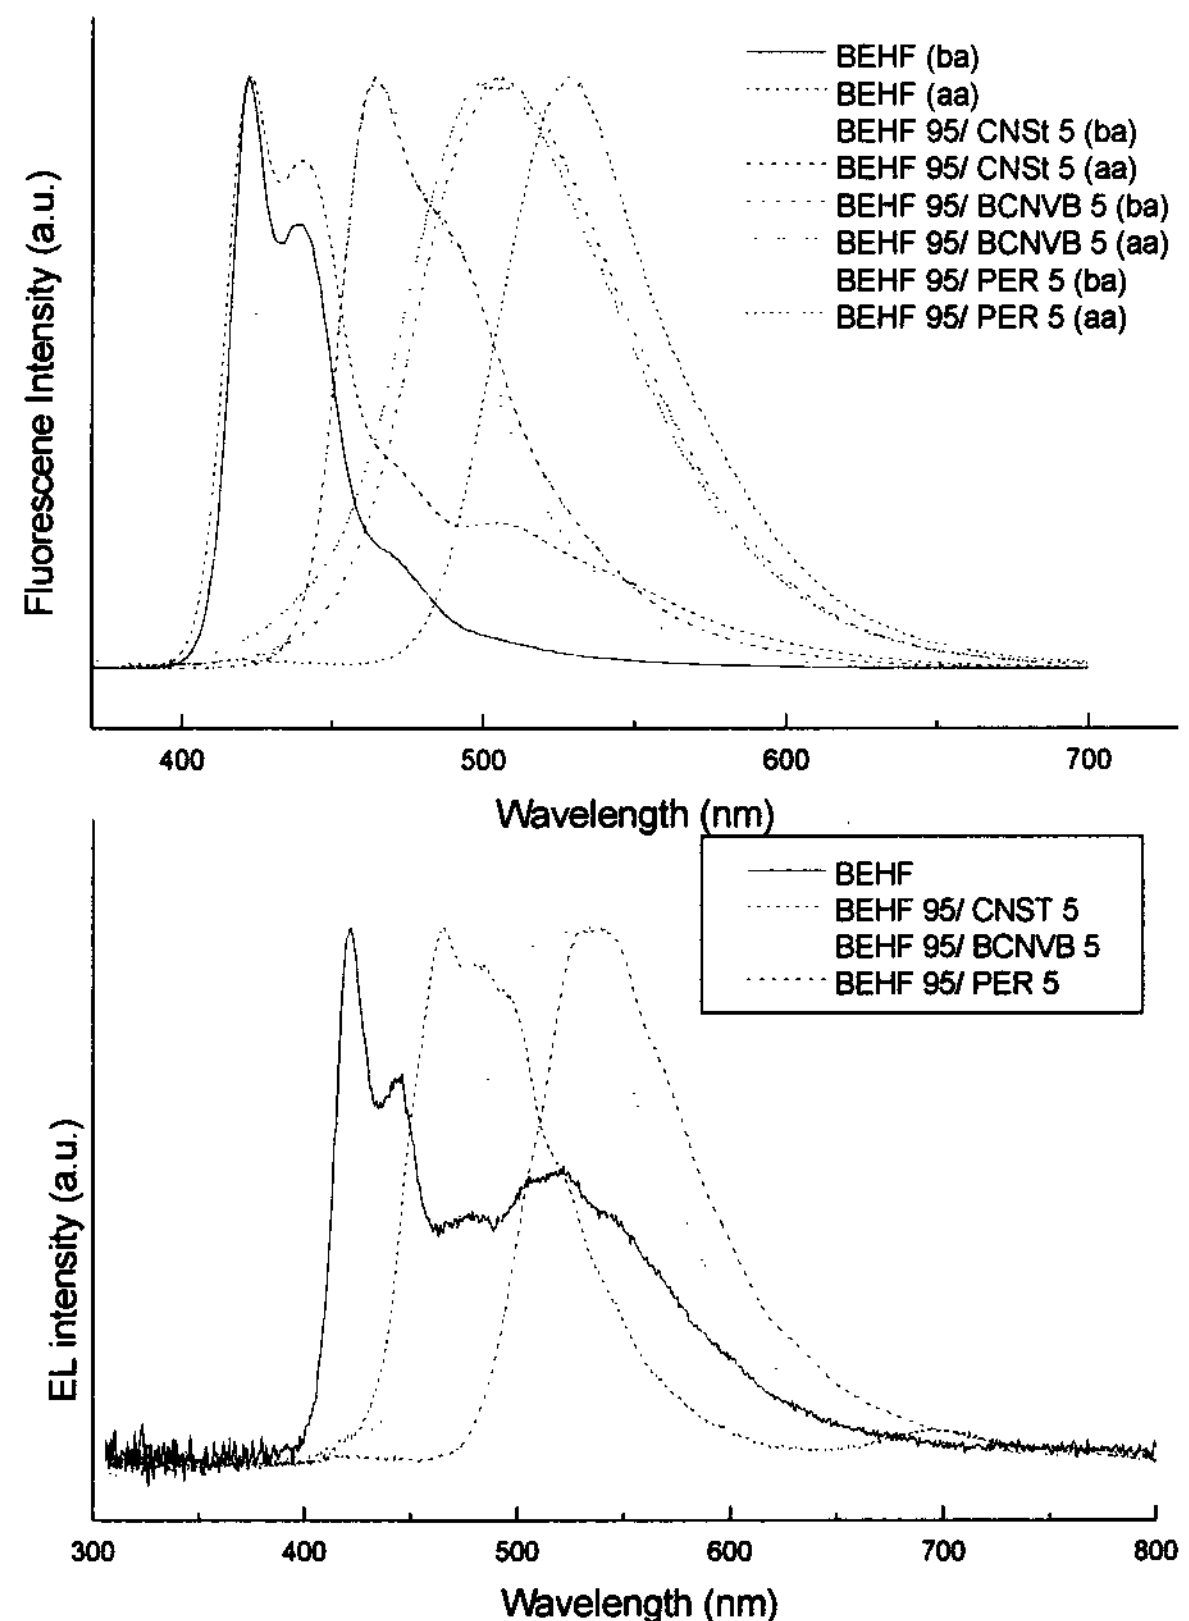 BEHF (ba)
BEHF (aa)
BEHF 95/ CNSt 5 (ba)
BEHF 95/ CNSt 5 (aa)
BEHF 95/ BCNVB 5 (ba)
BEHF 95/ BCNVB 5 (aa)
BEHF 95/ PER 5 (ba)
BEHF 95/ PER 5 (aa)
Fluorescene Intensity (a.u.)
400 500 600 700
Wavelength (nm)
BEHF
BEHF 95/ CNST 5
BEHF 95/ BCNVB 5
BEHF 95/ PER 5
EL intensity (a.u.)
300 400 500 600 700 800
Wavelength (nm)